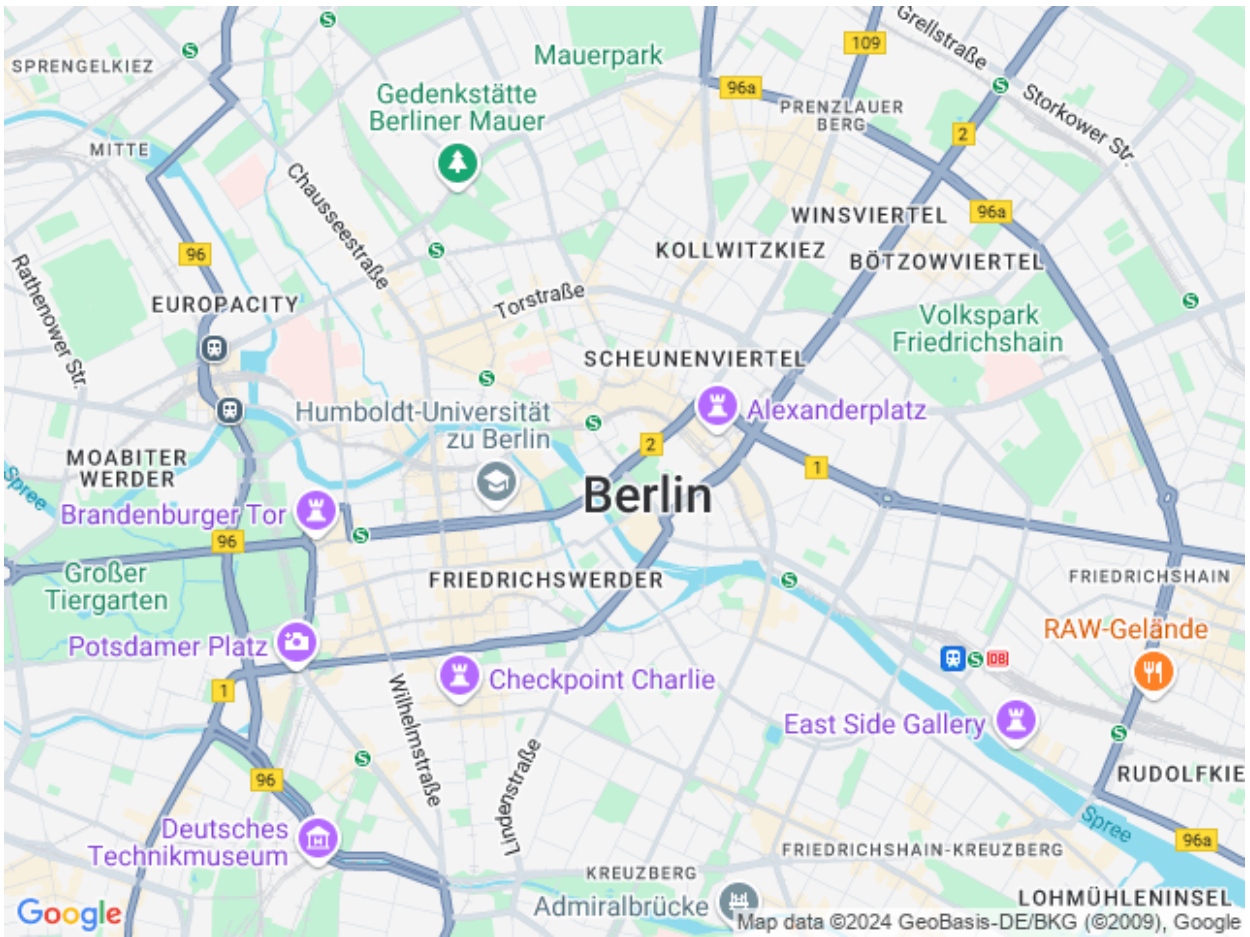 Grellstraße
SPRENGELKIEZ
Mauerpark
109
96a
Gedenkstätte
Berliner Mauer
PRENZLAUER
BERG
Storkower Str.
2
MITTE
Chausseestraße
WINSVIERTEL
96a
96
KOLLWITZKIEZ
BÖTZOWVIERTEL
Rathenower Str.
EUROPACITY
Torstraße
Volkspark
Friedrichshain
SCHEUNENVIERTEL
Humboldt-Universität
zu Berlin
Alexanderplatz
2
1
MOABITER
WERDER
Spree
Berlin
Brandenburger Tor
96
Großer
Tiergarten
FRIEDRICHSWERDER
FRIEDRICHSHAIN
RAW-Gelände
Potsdamer Platz
DB
1
Checkpoint Charlie
Wilhelmstraße
East Side Gallery
96
Lindenstraße
RUDOLFKIE
Deutsches
Technikmuseum
Spree
96a
FRIEDRICHSHAIN-KREUZBERG
KREUZBERG
Admiralbrücke
LOHMÜHLENINSEL
Google
Map data ©2024 GeoBasis-DE/BKG (©2009), Google